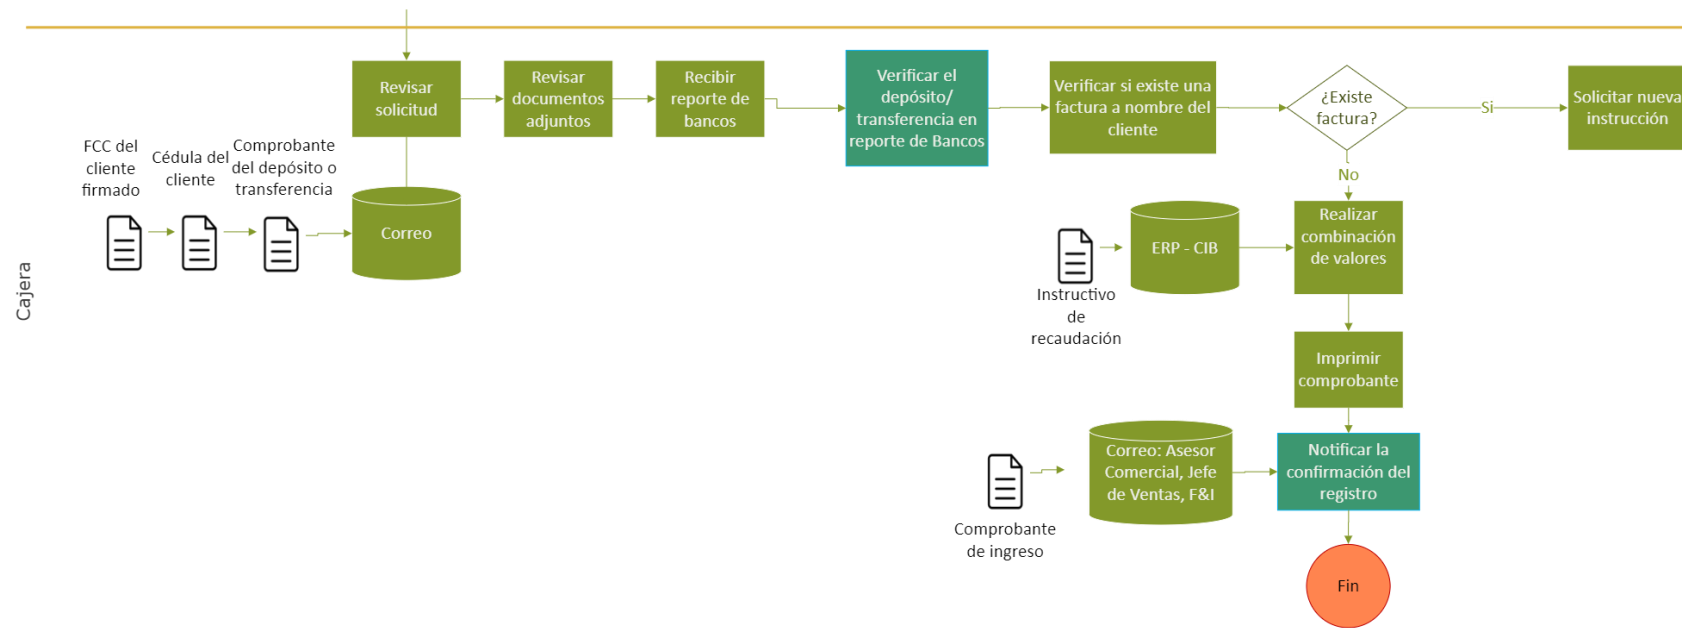 Revisar
solicitud
Revisar
documentos
adjuntos
Recibir
reporte de
bancos
Verificar el
depósito/
transferencia en
reporte de Bancos
Verificar si existe una
factura a nombre del
cliente
¿Existe
factura?
Si
Solicitar nueva
instrucción
No
FCC del
cliente
firmado
Cédula del
cliente
Comprobante
del depósito o
transferencia
Correo
Cajera
Instructivo
de
recaudación
ERP - CIB
Realizar
combinación
de valores
Imprimir
comprobante
Comprobante
de ingreso
Correo: Asesor
Comercial, Jefe
de Ventas, F&I
Notificar la
confirmación del
registro
Fin